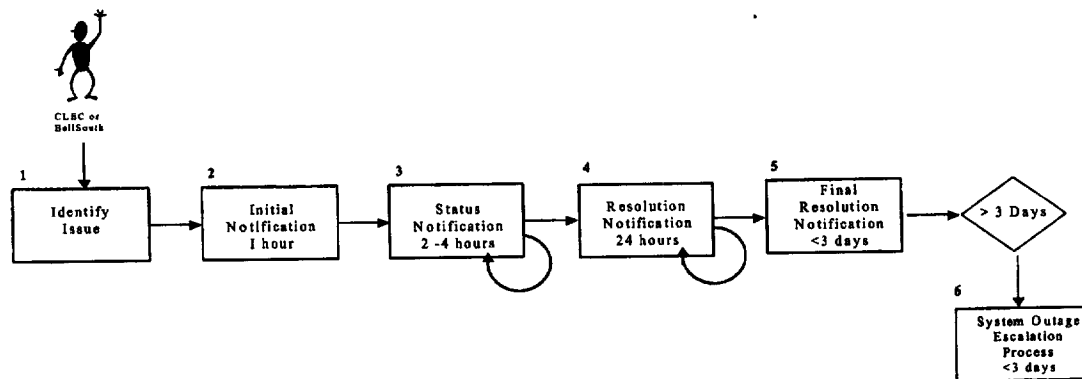 CLEC or
BellSouth
1
Identify
Issue
2
Initial
Notification
1 hour
3
Status
Notification
2 -4 hours
4
Resolution
Notification
24 hours
5
Final
Resolution
Notification
<3 days
> 3 Days
6
System Outage
Escalation
Process
<3 days